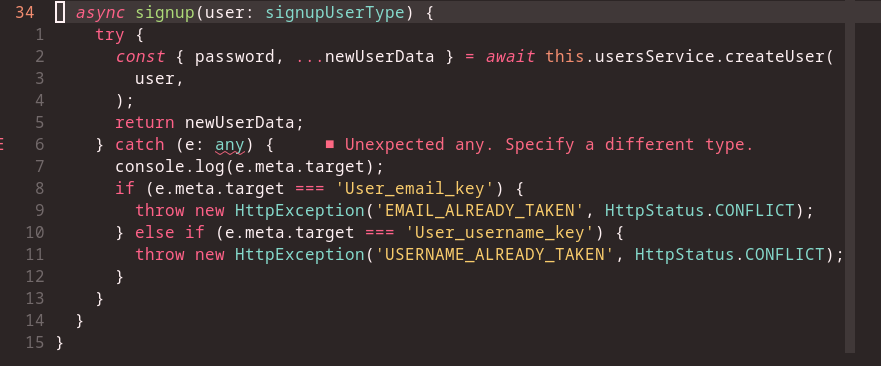 34   async signup(user: signupUserType) {
 1     try {
 2       const { password, ...newUserData } = await this.usersService.createUser(
 3         user,
 4       );
 5       return newUserData;
E 6     } catch (e: any) {     ■ Unexpected any. Specify a different type.
 7       console.log(e.meta.target);
 8       if (e.meta.target === 'User_email_key') {
 9         throw new HttpException('EMAIL_ALREADY_TAKEN', HttpStatus.CONFLICT);
10       } else if (e.meta.target === 'User_username_key') {
11         throw new HttpException('USERNAME_ALREADY_TAKEN', HttpStatus.CONFLICT);
12       }
13     }
14   }
15 }